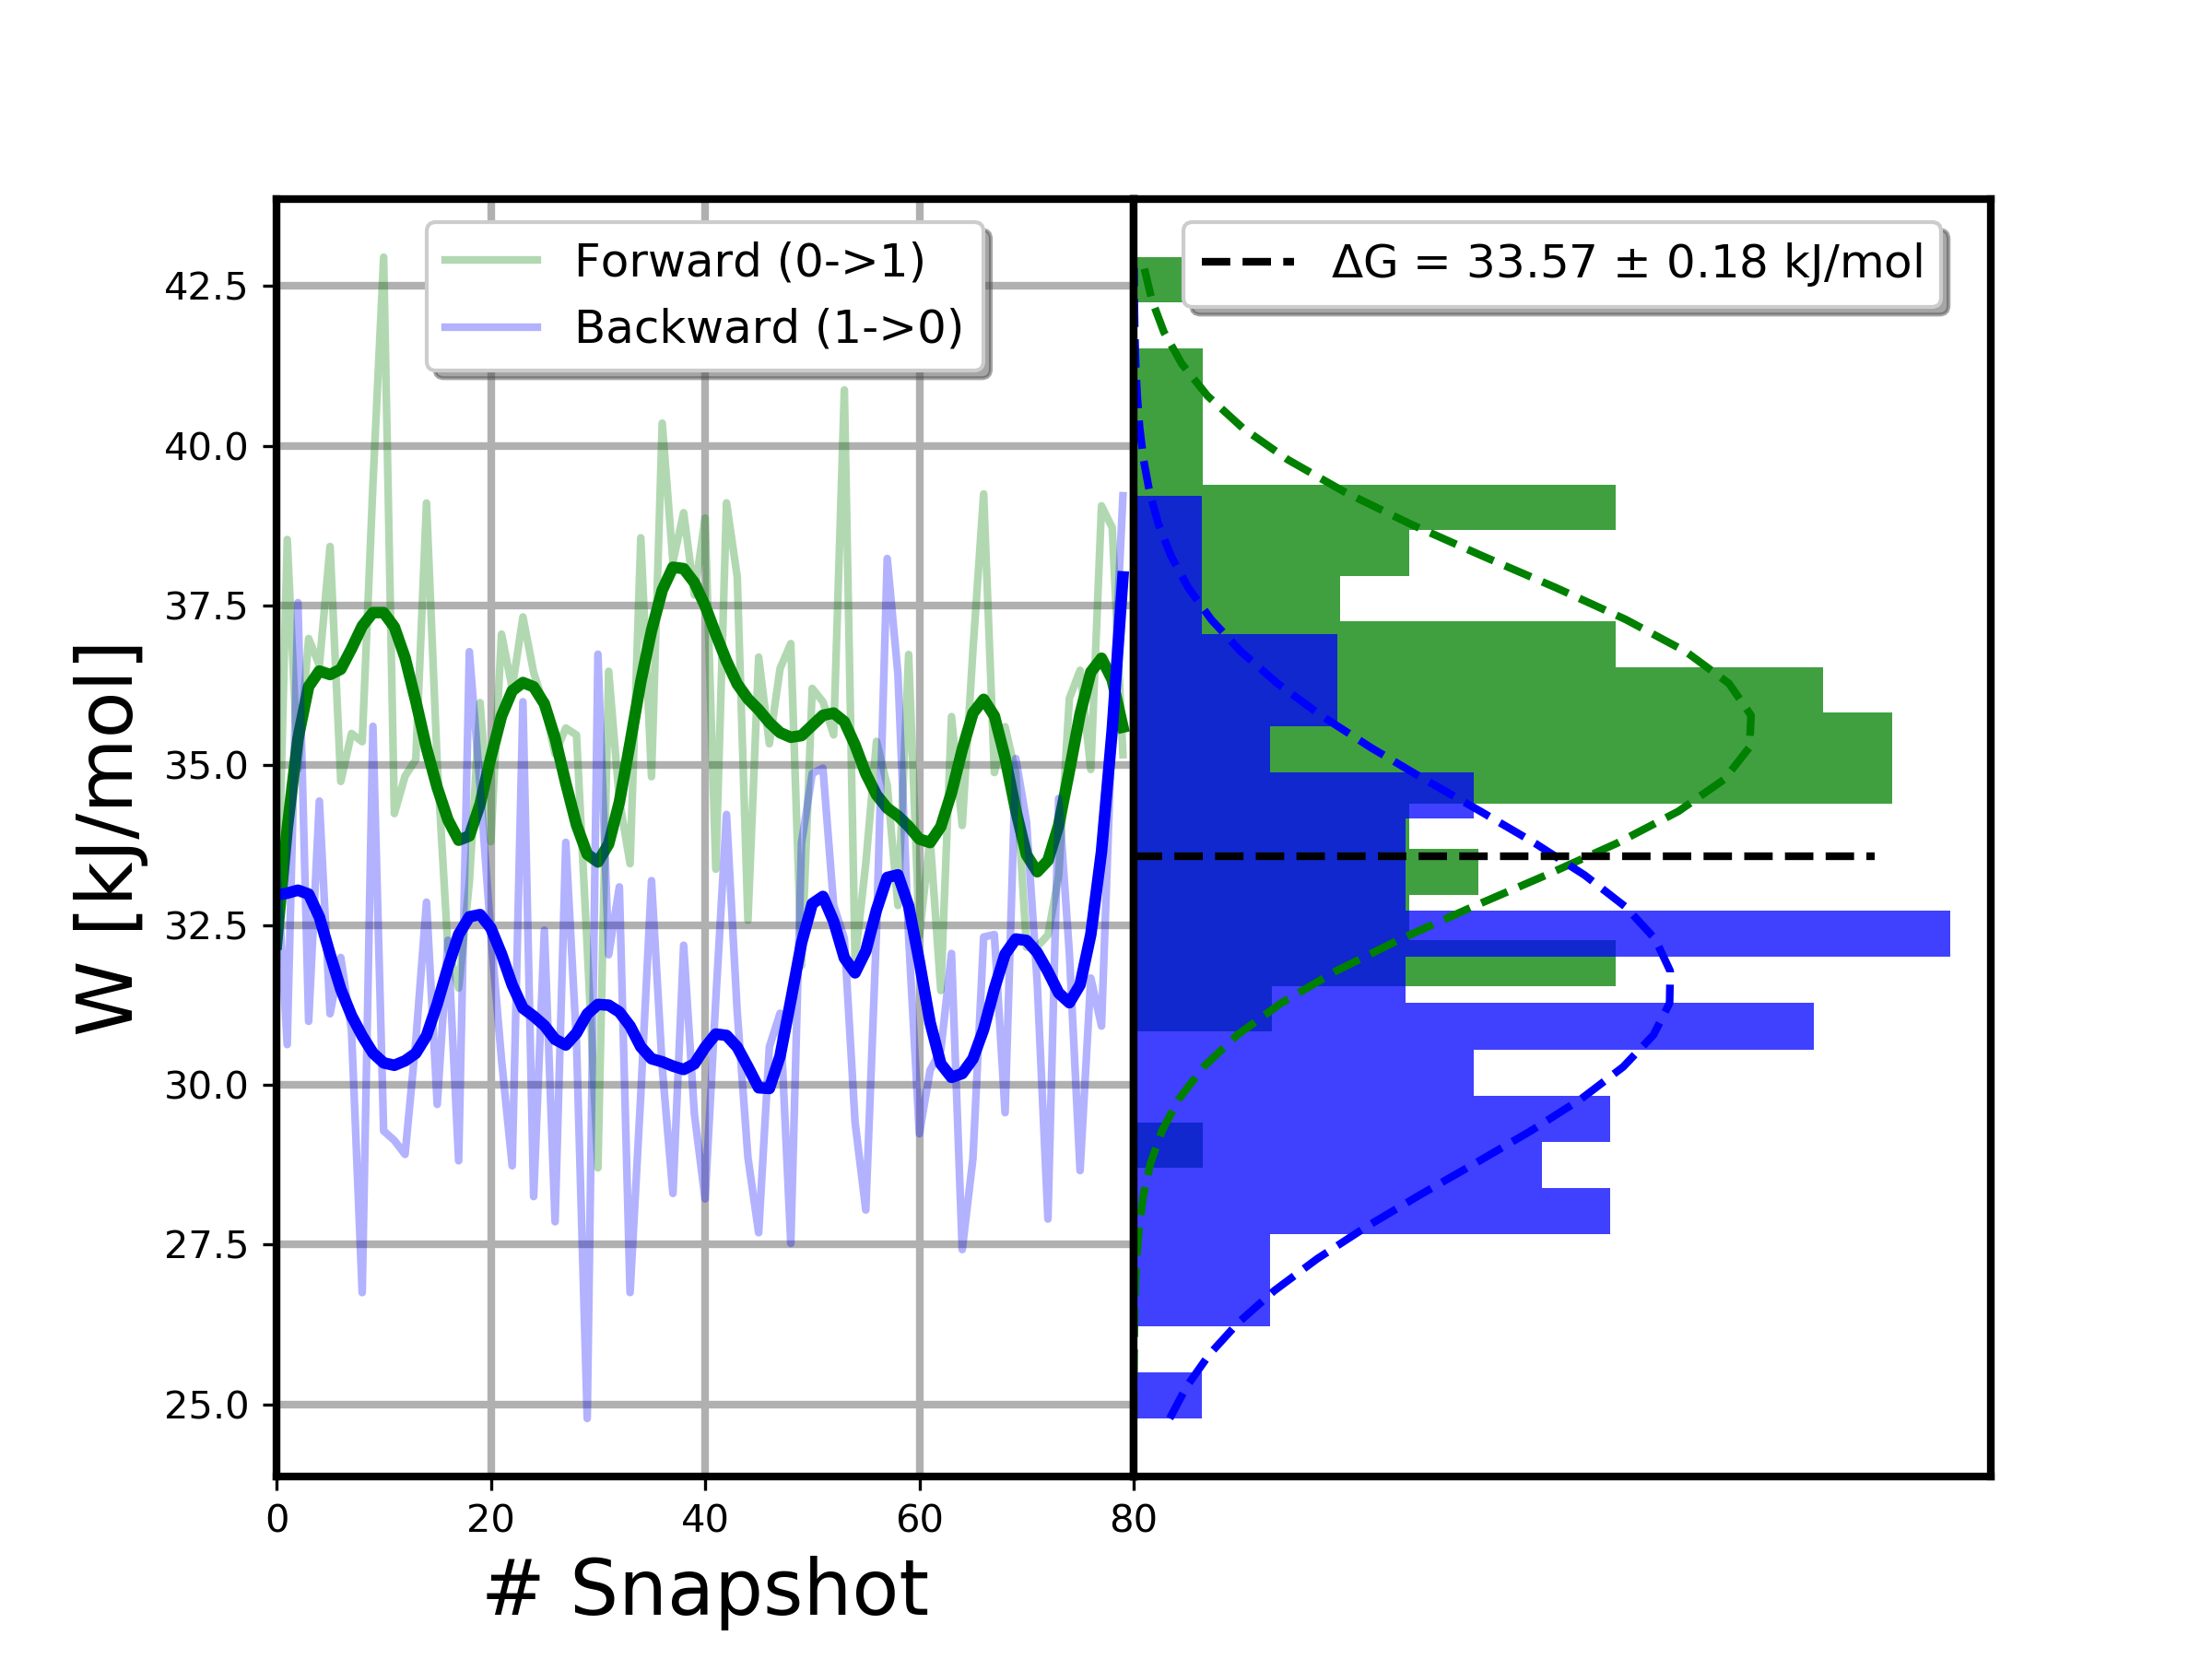 Forward (0->1)
Backward (1->0)
ΔG = 33.57 ± 0.18 kJ/mol
W [kJ/mol]
42.5
40.0
37.5
35.0
32.5
30.0
27.5
25.0
0 20 40 60 80
# Snapshot